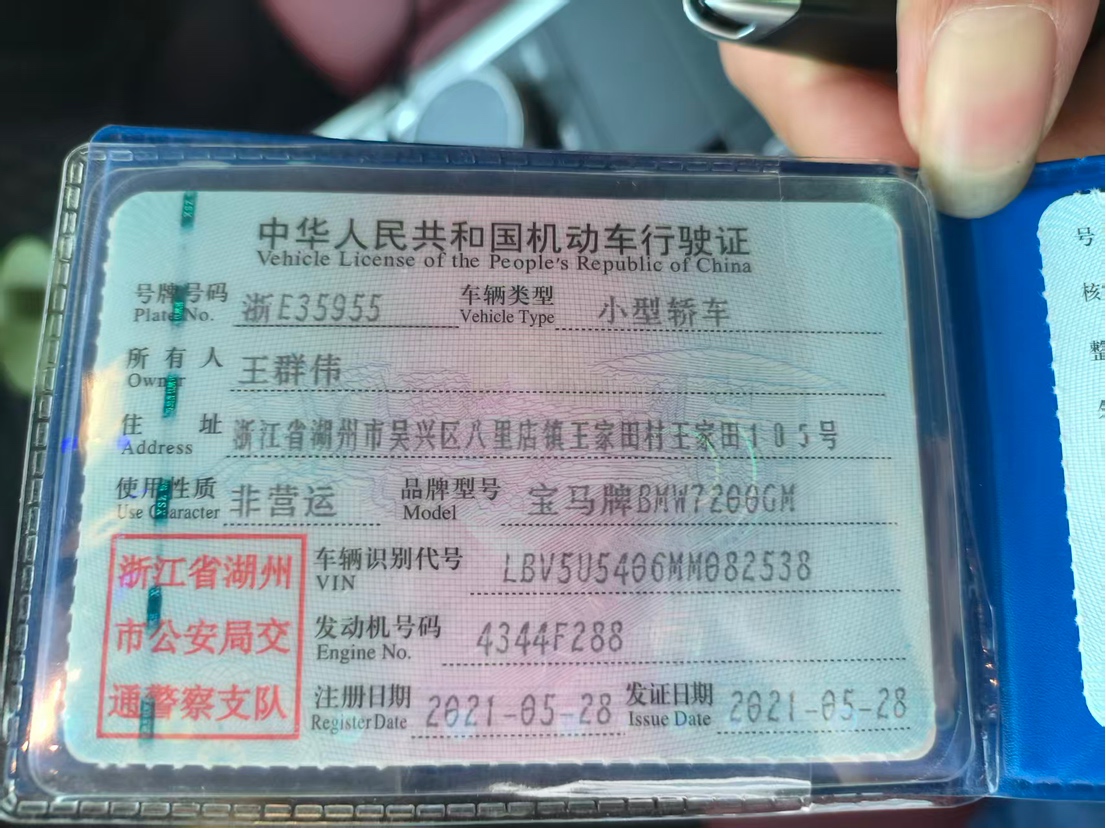 中华人民共和国机动车行驶证
Vehicle License of the People's Republic of China
号牌号码 浙E35955 车辆类型 小型轿车
Plate No. Vehicle Type
所有人 王群伟
Owner
住址 浙江省湖州市吴兴区八里店镇王家田村王家田105号
Address
使用性质 非营运 品牌型号 宝马牌BMW7200GM
Use Character Model
浙江省湖州
市公安局交
通警察支队
车辆识别代号 LBV5U5406MM082538
VIN
发动机号码 4344F288
Engine No.
注册日期 2021-05-28 发证日期 2021-05-28
Register Date Issue Date
号
核
整